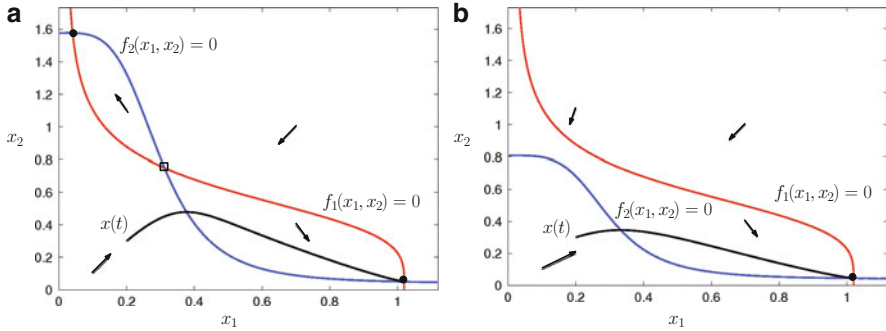 a
1.6
1.4
1.2
1
0.8
0.6
0.4
0.2
0
x₂
f₂(x₁, x₂) = 0
f₁(x₁, x₂) = 0
x(t)
0 0.2 0.4 0.6 0.8 1
x₁
b
1.6
1.4
1.2
1
0.8
0.6
0.4
0.2
0
x₂
f₁(x₁, x₂) = 0
f₂(x₁, x₂) = 0
x(t)
0 0.2 0.4 0.6 0.8 1
x₁